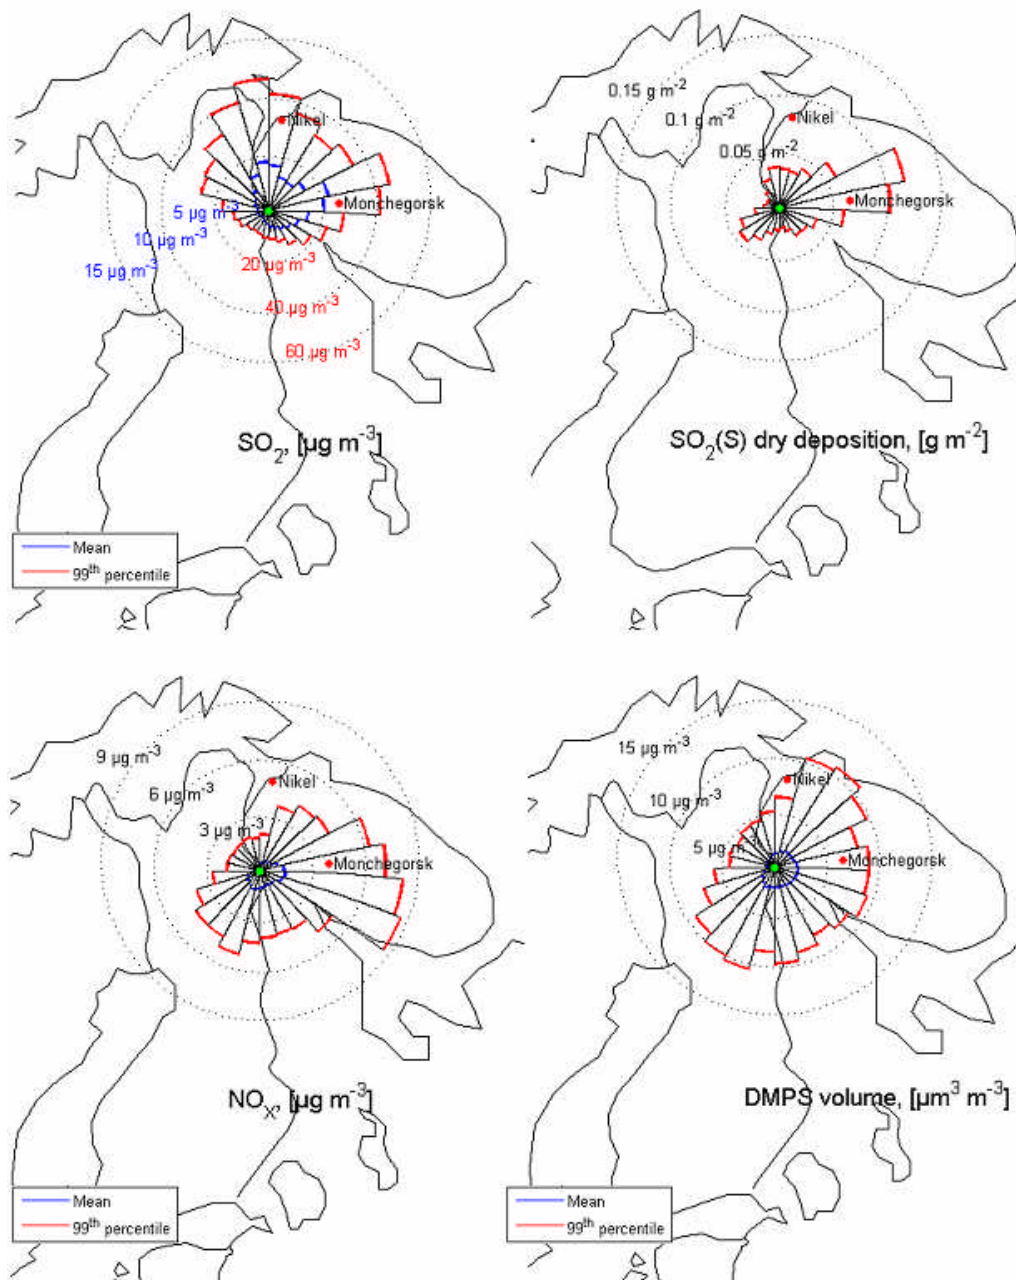 Nikel
Monchegorsk
5 µg m-3
10 µg m-3
15 µg m-3
20 µg m-3
40 µg m-3
60 µg m-3
SO2, [µg m-3]
Mean
99th percentile
0.15 g m-2
0.1 g m-2
Nikel
0.05 g m-2
Monchegorsk
SO2(S) dry deposition, [g m-2]
9 µg m-3
6 µg m-3
Nikel
3 µg m-3
Monchegorsk
NOX, [µg m-3]
Mean
99th percentile
15 µg m-3
10 µg m-3
Nikel
5 µg m-3
Monchegorsk
DMPS volume, [µm3 m-3]
Mean
99th percentile